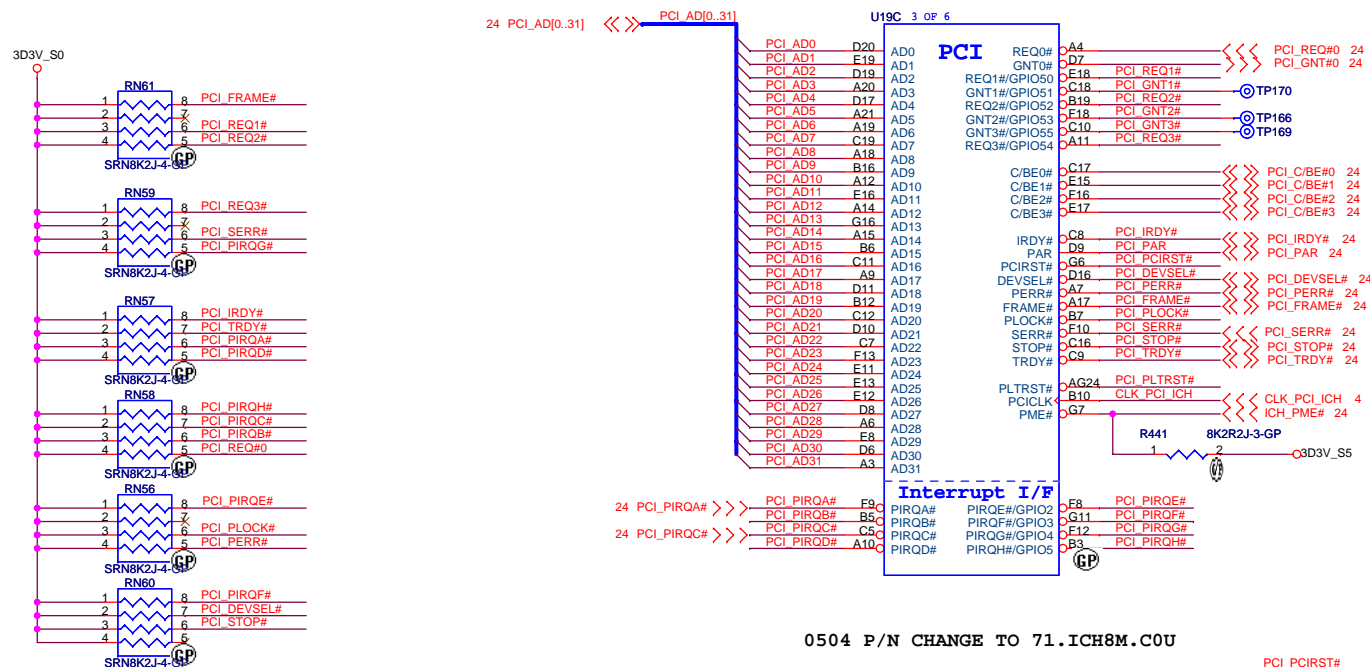 24 PCI_AD[0..31]
PCI_AD[0..31]
U19C 3 OF 6
PCI
3D3V_S0
RN61
1 8 PCI_FRAME#
2 7
3 6 PCI_REQ1#
4 5 PCI_REQ2#
GP
SRN8K2J-4-GP
RN59
1 8 PCI_REQ3#
2 7
3 6 PCI_SERR#
4 5 PCI_PIRQG#
GP
SRN8K2J-4-GP
RN57
1 8 PCI_IRDY#
2 7 PCI_TRDY#
3 6 PCI_PIRQA#
4 5 PCI_PIRQD#
GP
SRN8K2J-4-GP
RN58
1 8 PCI_PIRQH#
2 7 PCI_PIRQC#
3 6 PCI_PIRQB#
4 5 PCI_REQ#0
GP
SRN8K2J-4-GP
RN56
1 8 PCI_PIRQE#
2 7
3 6 PCI_PLOCK#
4 5 PCI_PERR#
GP
SRN8K2J-4-GP
RN60
1 8 PCI_PIRQF#
2 7 PCI_DEVSEL#
3 6 PCI_STOP#
4 5
GP
SRN8K2J-4-GP
PCI_AD0 D20 AD0
PCI_AD1 E19 AD1
PCI_AD2 D19 AD2
PCI_AD3 A20 AD3
PCI_AD4 D17 AD4
PCI_AD5 A21 AD5
PCI_AD6 A19 AD6
PCI_AD7 C19 AD7
PCI_AD8 A18 AD8
PCI_AD9 B16 AD9
PCI_AD10 A12 AD10
PCI_AD11 E16 AD11
PCI_AD12 A14 AD12
PCI_AD13 G16 AD13
PCI_AD14 A15 AD14
PCI_AD15 B6 AD15
PCI_AD16 C11 AD16
PCI_AD17 A9 AD17
PCI_AD18 D11 AD18
PCI_AD19 B12 AD19
PCI_AD20 C12 AD20
PCI_AD21 D10 AD21
PCI_AD22 C7 AD22
PCI_AD23 F13 AD23
PCI_AD24 E11 AD24
PCI_AD25 E13 AD25
PCI_AD26 E12 AD26
PCI_AD27 D8 AD27
PCI_AD28 A6 AD28
PCI_AD29 E8 AD29
PCI_AD30 D6 AD30
PCI_AD31 A3 AD31
REQ0# A4 PCI_REQ#0 24
GNT0# D7 PCI_GNT#0 24
REQ1#/GPIO50 E18 PCI_REQ1#
GNT1#/GPIO51 C18 PCI_GNT1# TP170
REQ2#/GPIO52 B19 PCI_REQ2#
GNT2#/GPIO53 F18 PCI_GNT2# TP166
GNT3#/GPIO55 C10 PCI_GNT3# TP169
REQ3#/GPIO54 A11 PCI_REQ3#
C/BE0# C17 PCI_C/BE#0 24
C/BE1# E15 PCI_C/BE#1 24
C/BE2# F16 PCI_C/BE#2 24
C/BE3# E17 PCI_C/BE#3 24
IRDY# C8 PCI_IRDY# PCI_IRDY# 24
PAR D9 PCI_PAR PCI_PAR 24
PCIRST# G6 PCI_PCIRST#
DEVSEL# D16 PCI_DEVSEL# PCI_DEVSEL# 24
PERR# A7 PCI_PERR# PCI_PERR# 24
FRAME# A17 PCI_FRAME# PCI_FRAME# 24
PLOCK# B7 PCI_PLOCK#
SERR# F10 PCI_SERR# PCI_SERR# 24
STOP# C16 PCI_STOP# PCI_STOP# 24
TRDY# C9 PCI_TRDY# PCI_TRDY# 24
PLTRST# AG24 PCI_PLTRST#
PCICLK B10 CLK_PCI_ICH CLK_PCI_ICH 4
PME# G7 ICH_PME# 24
R441 8K2R2J-3-GP
1 2 3D3V_S5
Interrupt I/F
24 PCI_PIRQA# PCI_PIRQA# F9 PIRQA# PIRQE#/GPIO2 F8 PCI_PIRQE#
PCI_PIRQB# B5 PIRQB# PIRQF#/GPIO3 G11 PCI_PIRQF#
24 PCI_PIRQC# PCI_PIRQC# C5 PIRQC# PIRQG#/GPIO4 F12 PCI_PIRQG#
PCI_PIRQD# A10 PIRQD# PIRQH#/GPIO5 B3 PCI_PIRQH#
GP
0504 P/N CHANGE TO 71.ICH8M.C0U
PCI_PCIRST#